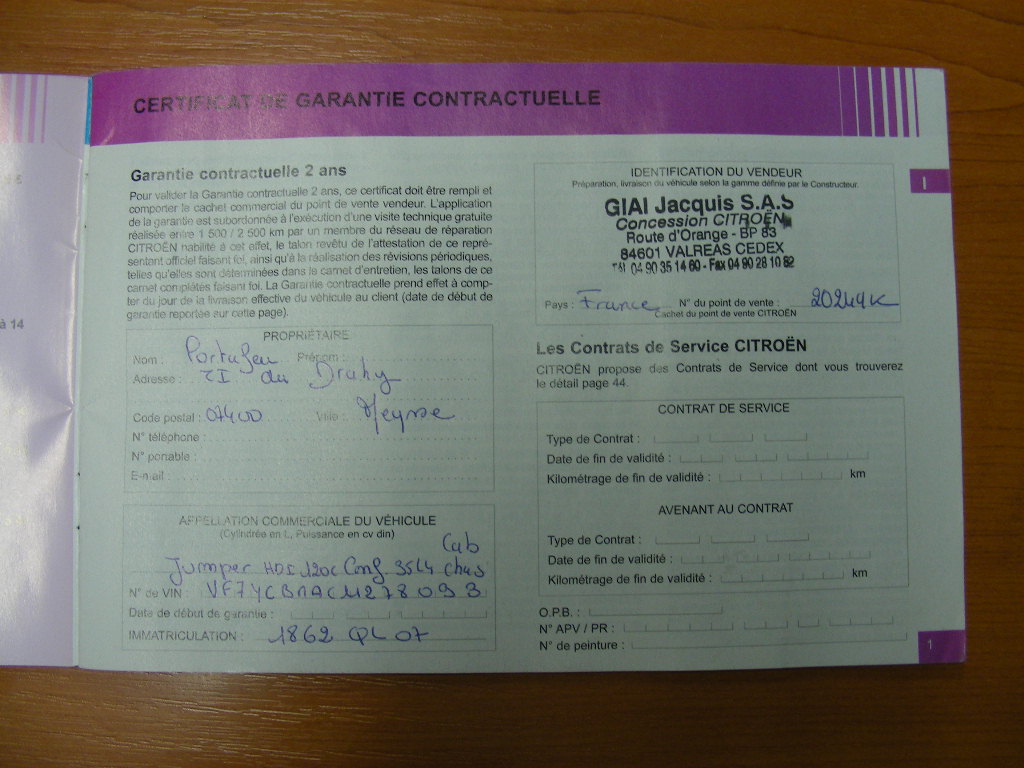 CERTIFICAT DE GARANTIE CONTRACTUELLE
Garantie contractuelle 2 ans
Pour valider la Garantie contractuelle 2 ans, ce certificat doit être rempli et
comporter le cachet commercial du point de vente vendeur. L'application
de la garantie est subordonnée à l'exécution d'une visite technique gratuite
réalisée entre 1 500 / 2 500 km par un membre du réseau de réparation
CITROËN habilité à cet effet, le talon revêtu de l'attestation de ce repré-
sentant officiel faisant foi, ainsi qu'à la réalisation des révisions périodiques,
telles qu'elles sont déterminées dans le carnet d'entretien, les talons de ce
carnet complétés faisant foi. La Garantie contractuelle prend effet à comp-
ter du jour de la livraison effective du véhicule au client (date de début de
garantie reportée sur cette page).
à 14
PROPRIÉTAIRE
Nom : Prénom :
Adresse : ZI du
Code postal : 07400 Ville : Meysse
N° téléphone :
N° portable :
E-mail :
APPELLATION COMMERCIALE DU VÉHICULE
(Cylindrée en L, Puissance en cv din)
Cab
Jumper HDI 120c Conf 35L4 chas
N° de VIN : VF7YCBMAC11278093
Date de début de garantie :
IMMATRICULATION : 1862 QL 07
IDENTIFICATION DU VENDEUR
Préparation, livraison du véhicule selon la gamme définie par le Constructeur.
GIAI Jacquis S.A.S
Concession CITROËN
Route d'Orange - BP 83
84601 VALREAS CEDEX
Tél 04 90 35 14 60 - Fax 04 90 28 10 82
Pays : France N° du point de vente : 20249K
Cachet du point de vente CITROËN
Les Contrats de Service CITROËN
CITROËN propose des Contrats de Service dont vous trouverez
le détail page 44.
CONTRAT DE SERVICE
Type de Contrat :
Date de fin de validité :
Kilométrage de fin de validité : km
AVENANT AU CONTRAT
Type de Contrat :
Date de fin de validité :
Kilométrage de fin de validité : km
O.P.B. :
N° APV / PR :
N° de peinture :
I
1